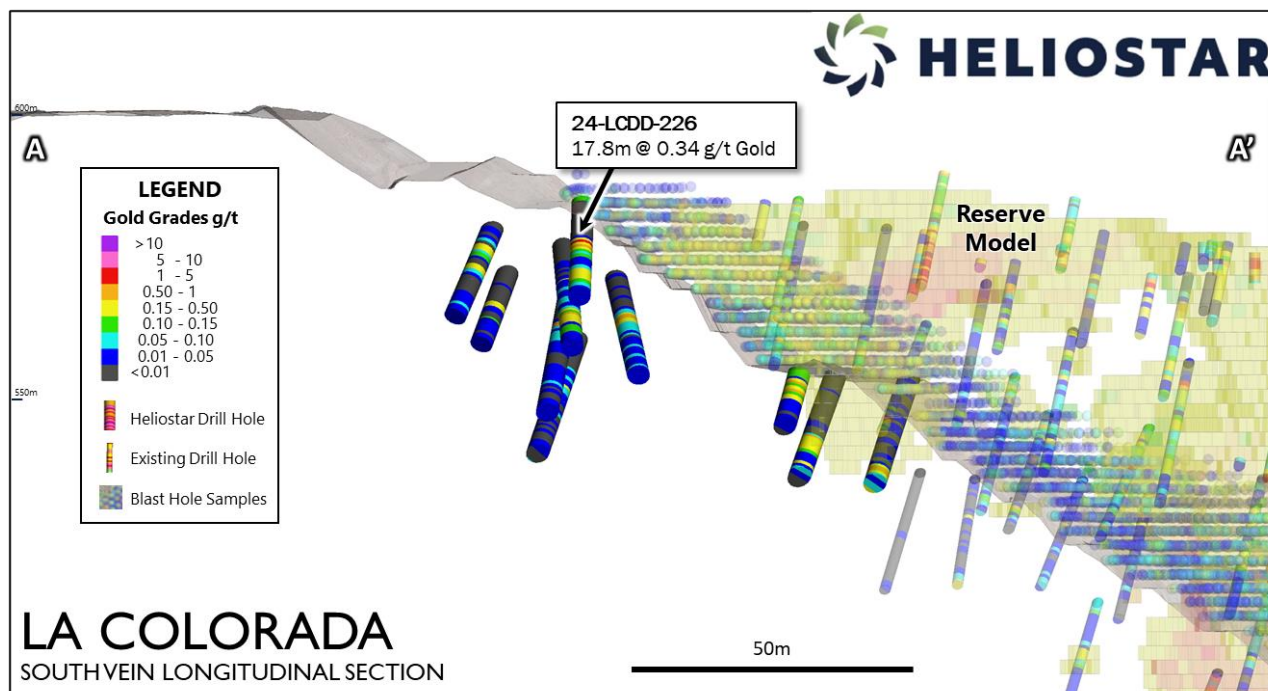 HELIOSTAR
600m
24-LCDD-226
17.8m @ 0.34 g/t Gold
A
A'
LEGEND
Gold Grades g/t
>10
5 - 10
1 - 5
0.50 - 1
0.15 - 0.50
0.10 - 0.15
0.05 - 0.10
0.01 - 0.05
<0.01
Heliostar Drill Hole
Existing Drill Hole
Blast Hole Samples
Reserve
Model
550m
LA COLORADA
SOUTH VEIN LONGITUDINAL SECTION
50m